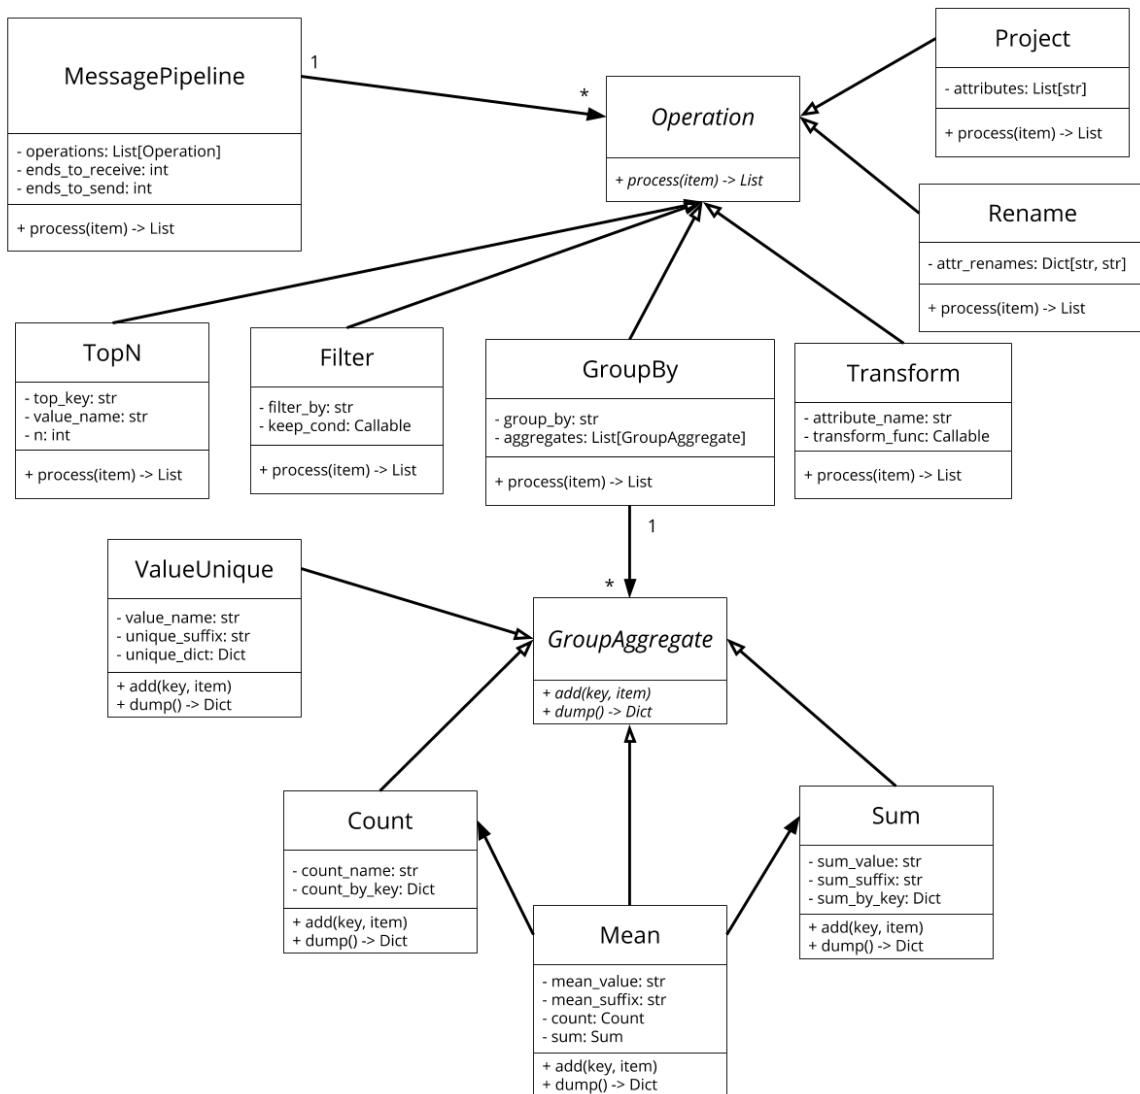 MessagePipeline
- operations: List[Operation]
- ends_to_receive: int
- ends_to_send: int
+ process(item) -> List
1
*
Operation
+ process(item) -> List
Project
- attributes: List[str]
+ process(item) -> List
Rename
- attr_renames: Dict[str, str]
+ process(item) -> List
TopN
- top_key: str
- value_name: str
- n: int
+ process(item) -> List
Filter
- filter_by: str
- keep_cond: Callable
+ process(item) -> List
GroupBy
- group_by: str
- aggregates: List[GroupAggregate]
+ process(item) -> List
Transform
- attribute_name: str
- transform_func: Callable
+ process(item) -> List
1
*
ValueUnique
- value_name: str
- unique_suffix: str
- unique_dict: Dict
+ add(key, item)
+ dump() -> Dict
GroupAggregate
+ add(key, item)
+ dump() -> Dict
Count
- count_name: str
- count_by_key: Dict
+ add(key, item)
+ dump() -> Dict
Sum
- sum_value: str
- sum_suffix: str
- sum_by_key: Dict
+ add(key, item)
+ dump() -> Dict
Mean
- mean_value: str
- mean_suffix: str
- count: Count
- sum: Sum
+ add(key, item)
+ dump() -> Dict